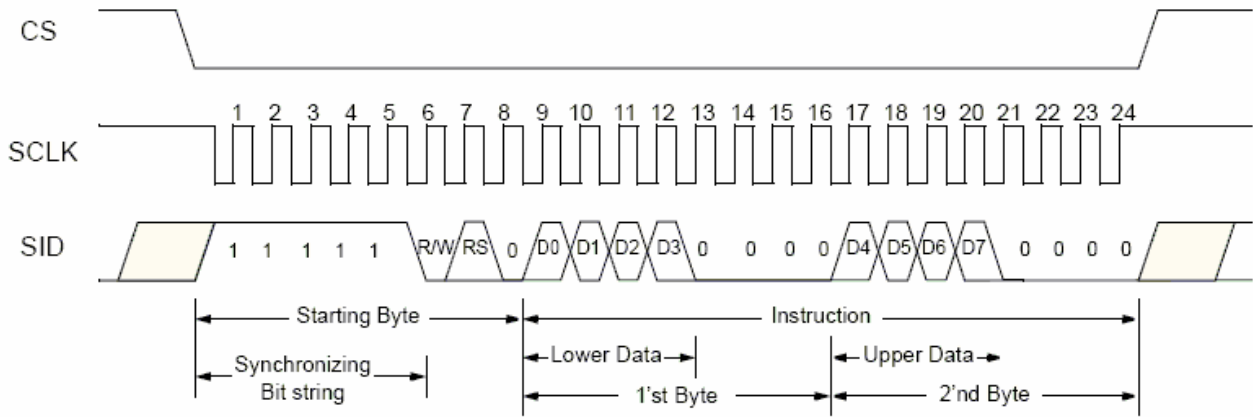 CS
1 2 3 4 5 6 7 8 9 10 11 12 13 14 15 16 17 18 19 20 21 22 23 24
SCLK
SID
1 1 1 1 1 R/W RS 0 D0 D1 D2 D3 0 0 0 0 D4 D5 D6 D7 0 0 0 0
Starting Byte Instruction
Synchronizing
Bit string
Lower Data Upper Data
1'st Byte 2'nd Byte